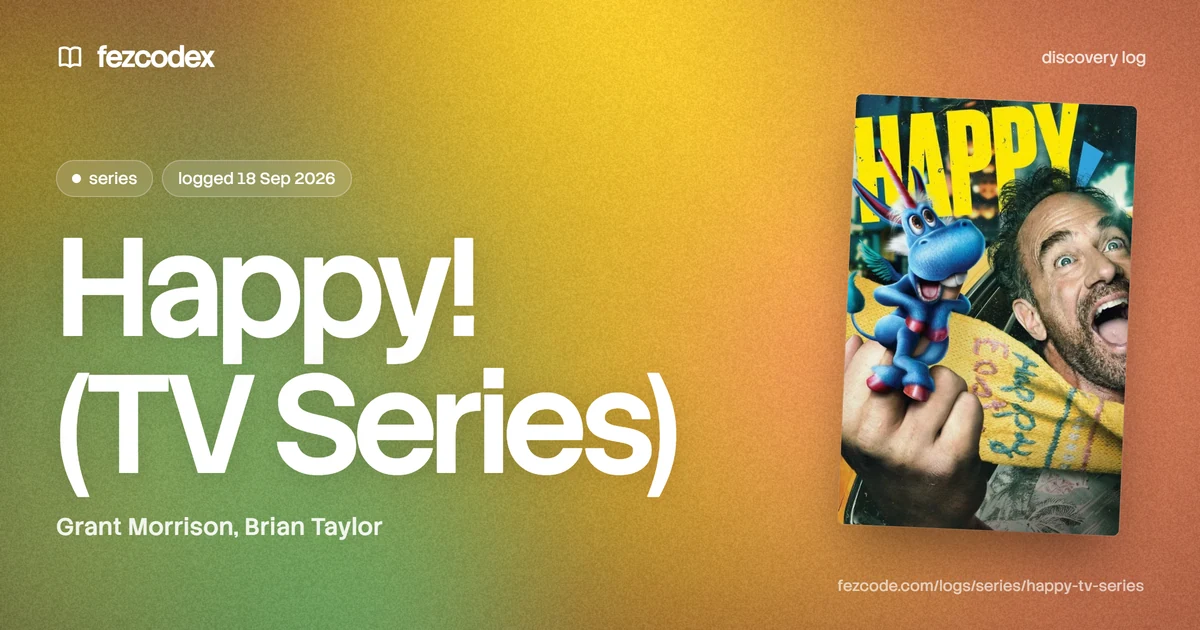 fezcodex
discovery log
series
logged 18 Sep 2026
Happy!
(TV Series)
Grant Morrison, Brian Taylor
HAPPY!
fezcode.com/logs/series/happy-tv-series